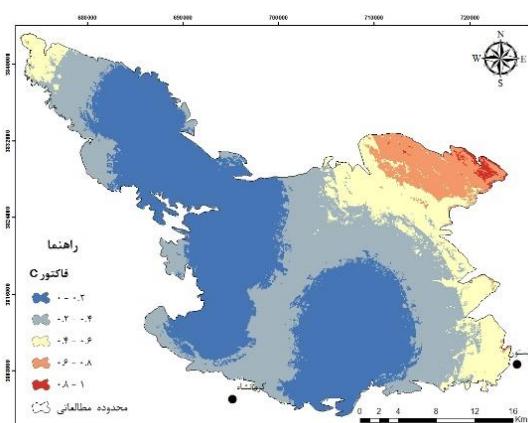 680000 690000 700000 710000 720000
N
W E
S
راهنما
فاکتور C
۰ - ۰.۲
۰.۲ - ۰.۴
۰.۴ - ۰.۶
۰.۶ - ۰.۸
۰.۸ - ۱
محدوده مطالعاتی
کرمانشاه
0 2 4 8 12 16
Km